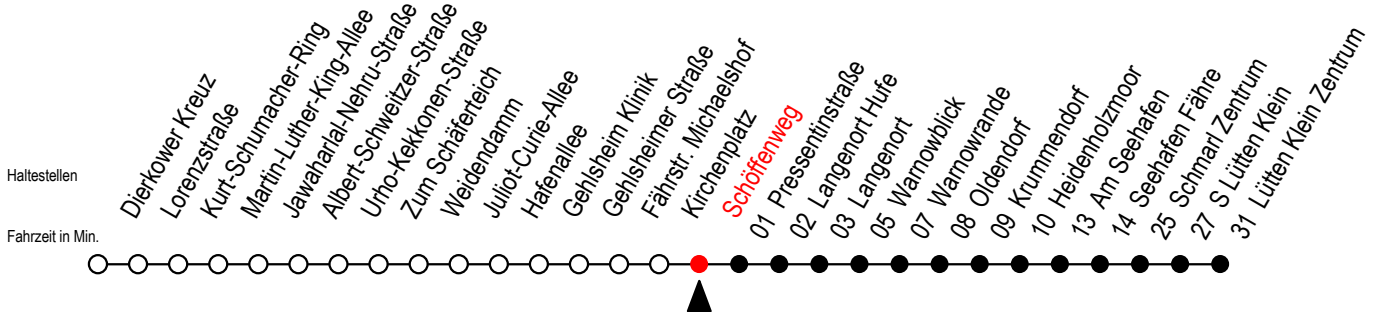 Haltestellen
Fahrzeit in Min.
Dierkower Kreuz
Lorenzstraße
Kurt-Schumacher-Ring
Martin-Luther-King-Allee
Jawaharlal-Nehru-Straße
Albert-Schweitzer-Straße
Urho-Kekkonen-Straße
Zum Schäferteich
Weidendamm
Juliot-Curie-Allee
Hafenallee
Gehlsheim Klinik
Gehlsheimer Straße
Fährstr. Michaelshof
Kirchenplatz
Schöffenweg
01 Pressentinstraße
02 Langenort Hufe
03 Langenort
05 Warnowblick
07 Warnowrande
08 Oldendorf
09 Krummendorf
10 Heidenholzmoor
13 Am Seehafen
14 Seehafen Fähre
25 Schmarl Zentrum
27 S Lütten Klein
31 Lütten Klein Zentrum